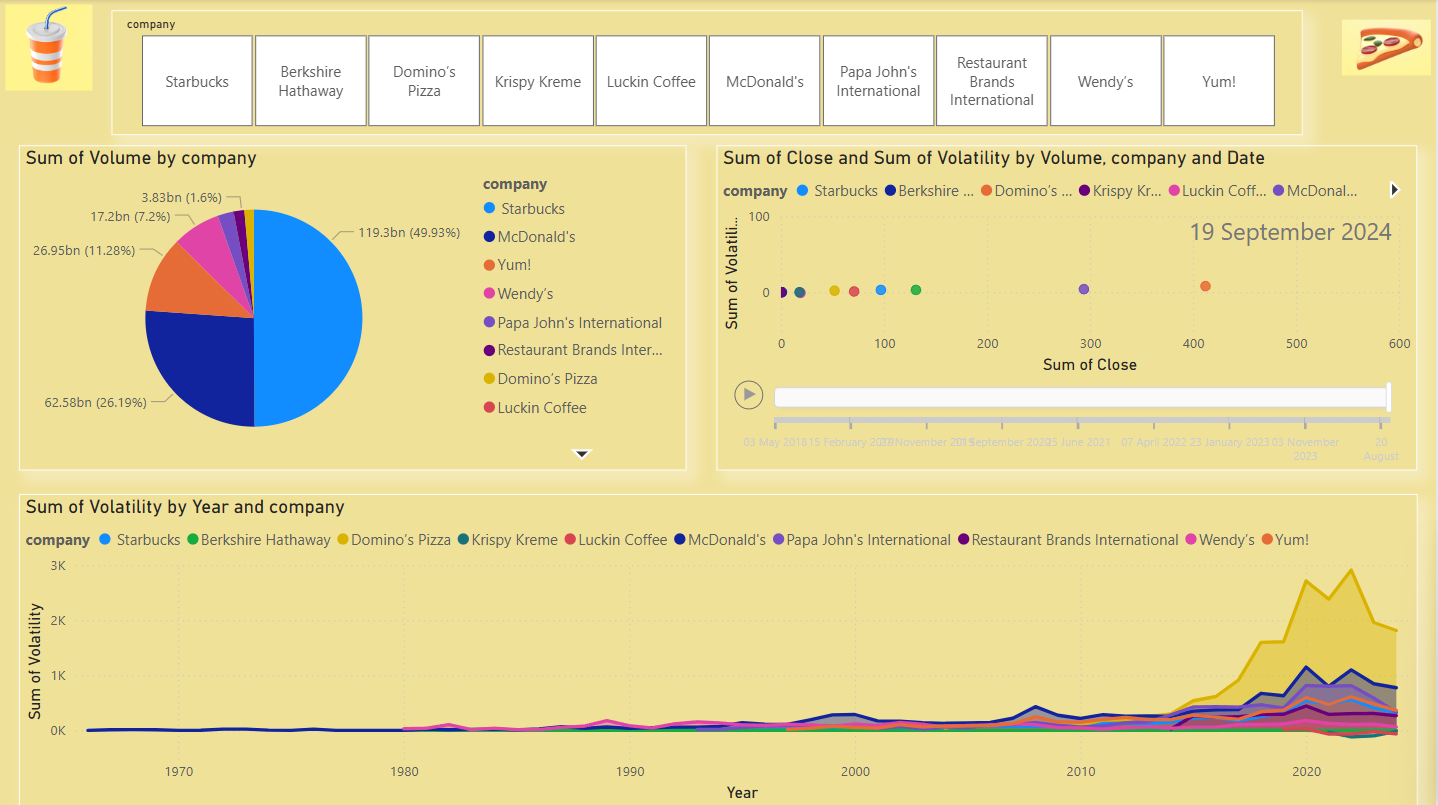 company
Starbucks
Berkshire
Hathaway
Domino’s
Pizza
Krispy Kreme
Luckin Coffee
McDonald's
Papa John's
International
Restaurant
Brands
International
Wendy’s
Yum!
Sum of Volume by company
3.83bn (1.6%)
17.2bn (7.2%)
26.95bn (11.28%)
62.58bn (26.19%)
119.3bn (49.93%)
company
Starbucks
McDonald's
Yum!
Wendy’s
Papa John's International
Restaurant Brands Inter...
Domino’s Pizza
Luckin Coffee
Sum of Close and Sum of Volatility by Volume, company and Date
company Starbucks Berkshire ... Domino’s ... Krispy Kr... Luckin Coff... McDonal...
19 September 2024
Sum of Volatili...
100
0
0 100 200 300 400 500 600
Sum of Close
03 May 2018 15 February 2019 November 2019 September 2020 25 June 2021 07 April 2022 23 January 2023 03 November
2023
20
August
Sum of Volatility by Year and company
company Starbucks Berkshire Hathaway Domino’s Pizza Krispy Kreme Luckin Coffee McDonald's Papa John's International Restaurant Brands International Wendy’s Yum!
Sum of Volatility
3K
2K
1K
0K
1970 1980 1990 2000 2010 2020
Year